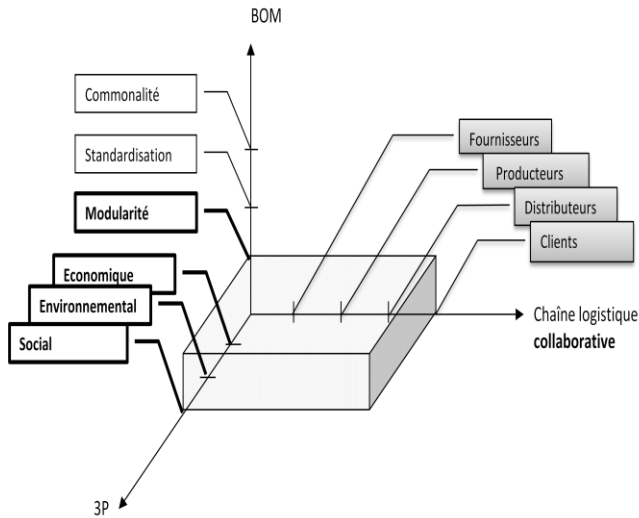 BOM
Commonalité
Standardisation
Modularité
Economique
Environnemental
Social
Fournisseurs
Producteurs
Distributeurs
Clients
Chaîne logistique
collaborative
3P